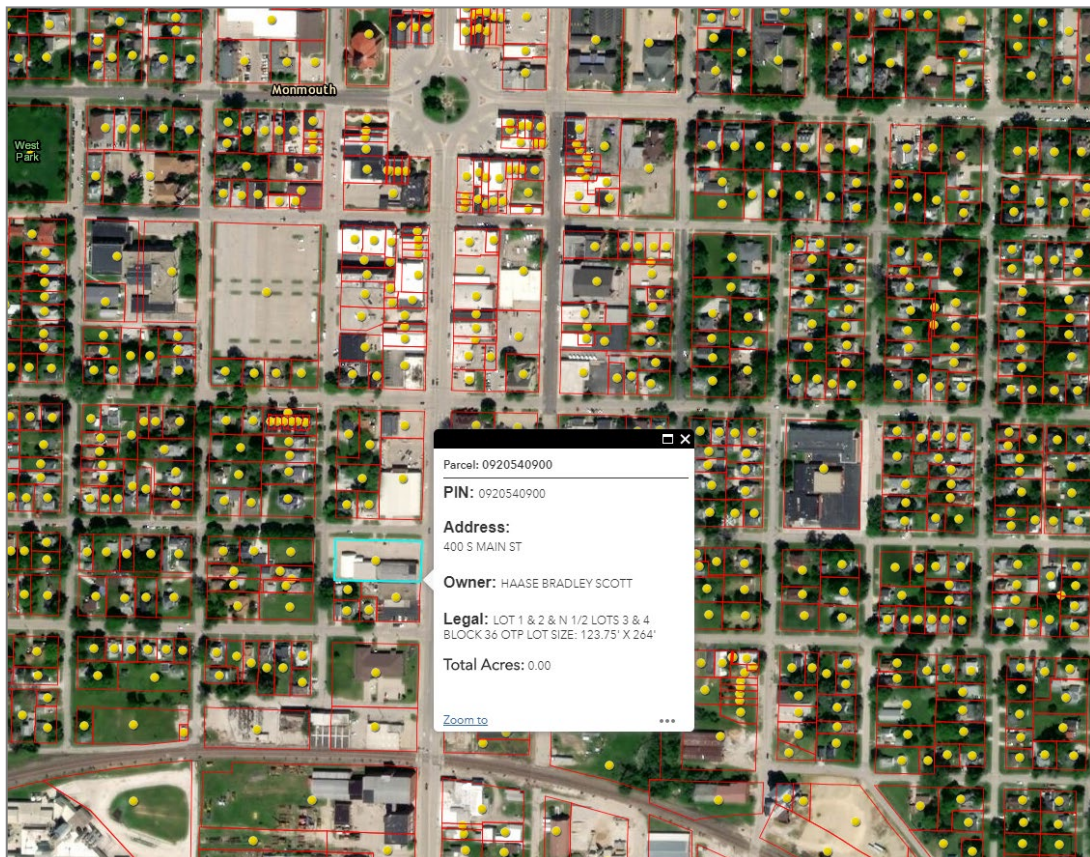 Monmouth
West
Park
Parcel: 0920540900
PIN: 0920540900
Address:
400 S MAIN ST
Owner: HAASE BRADLEY SCOTT
Legal: LOT 1 & 2 & N 1/2 LOTS 3 & 4
BLOCK 36 OTP LOT SIZE: 123.75' X 264'
Total Acres: 0.00
Zoom to